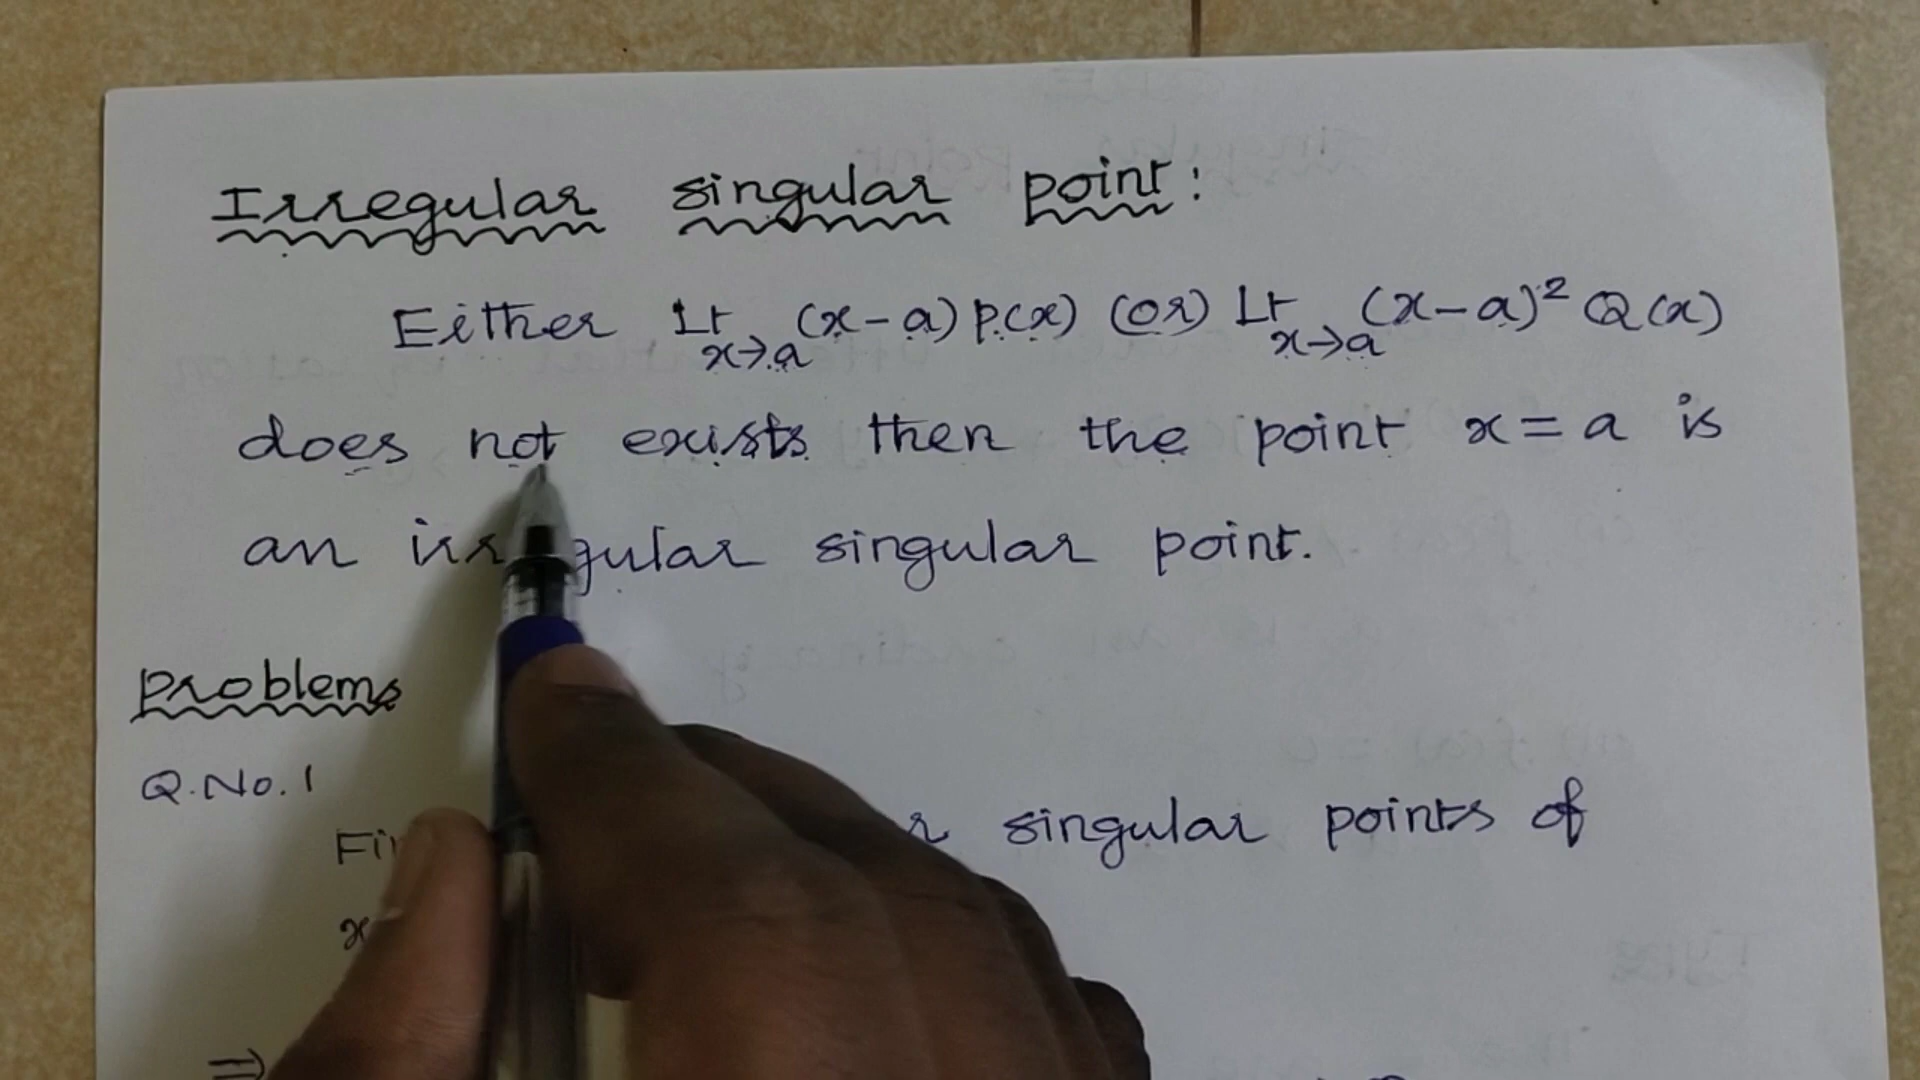 Irregular singular point:
Either Lt x→a (x-a) P(x) (or) Lt x→a (x-a)² Q(x)
does not exists then the point x = a is
an singular point.
Problems
Q.No.1
singular points of
⇒